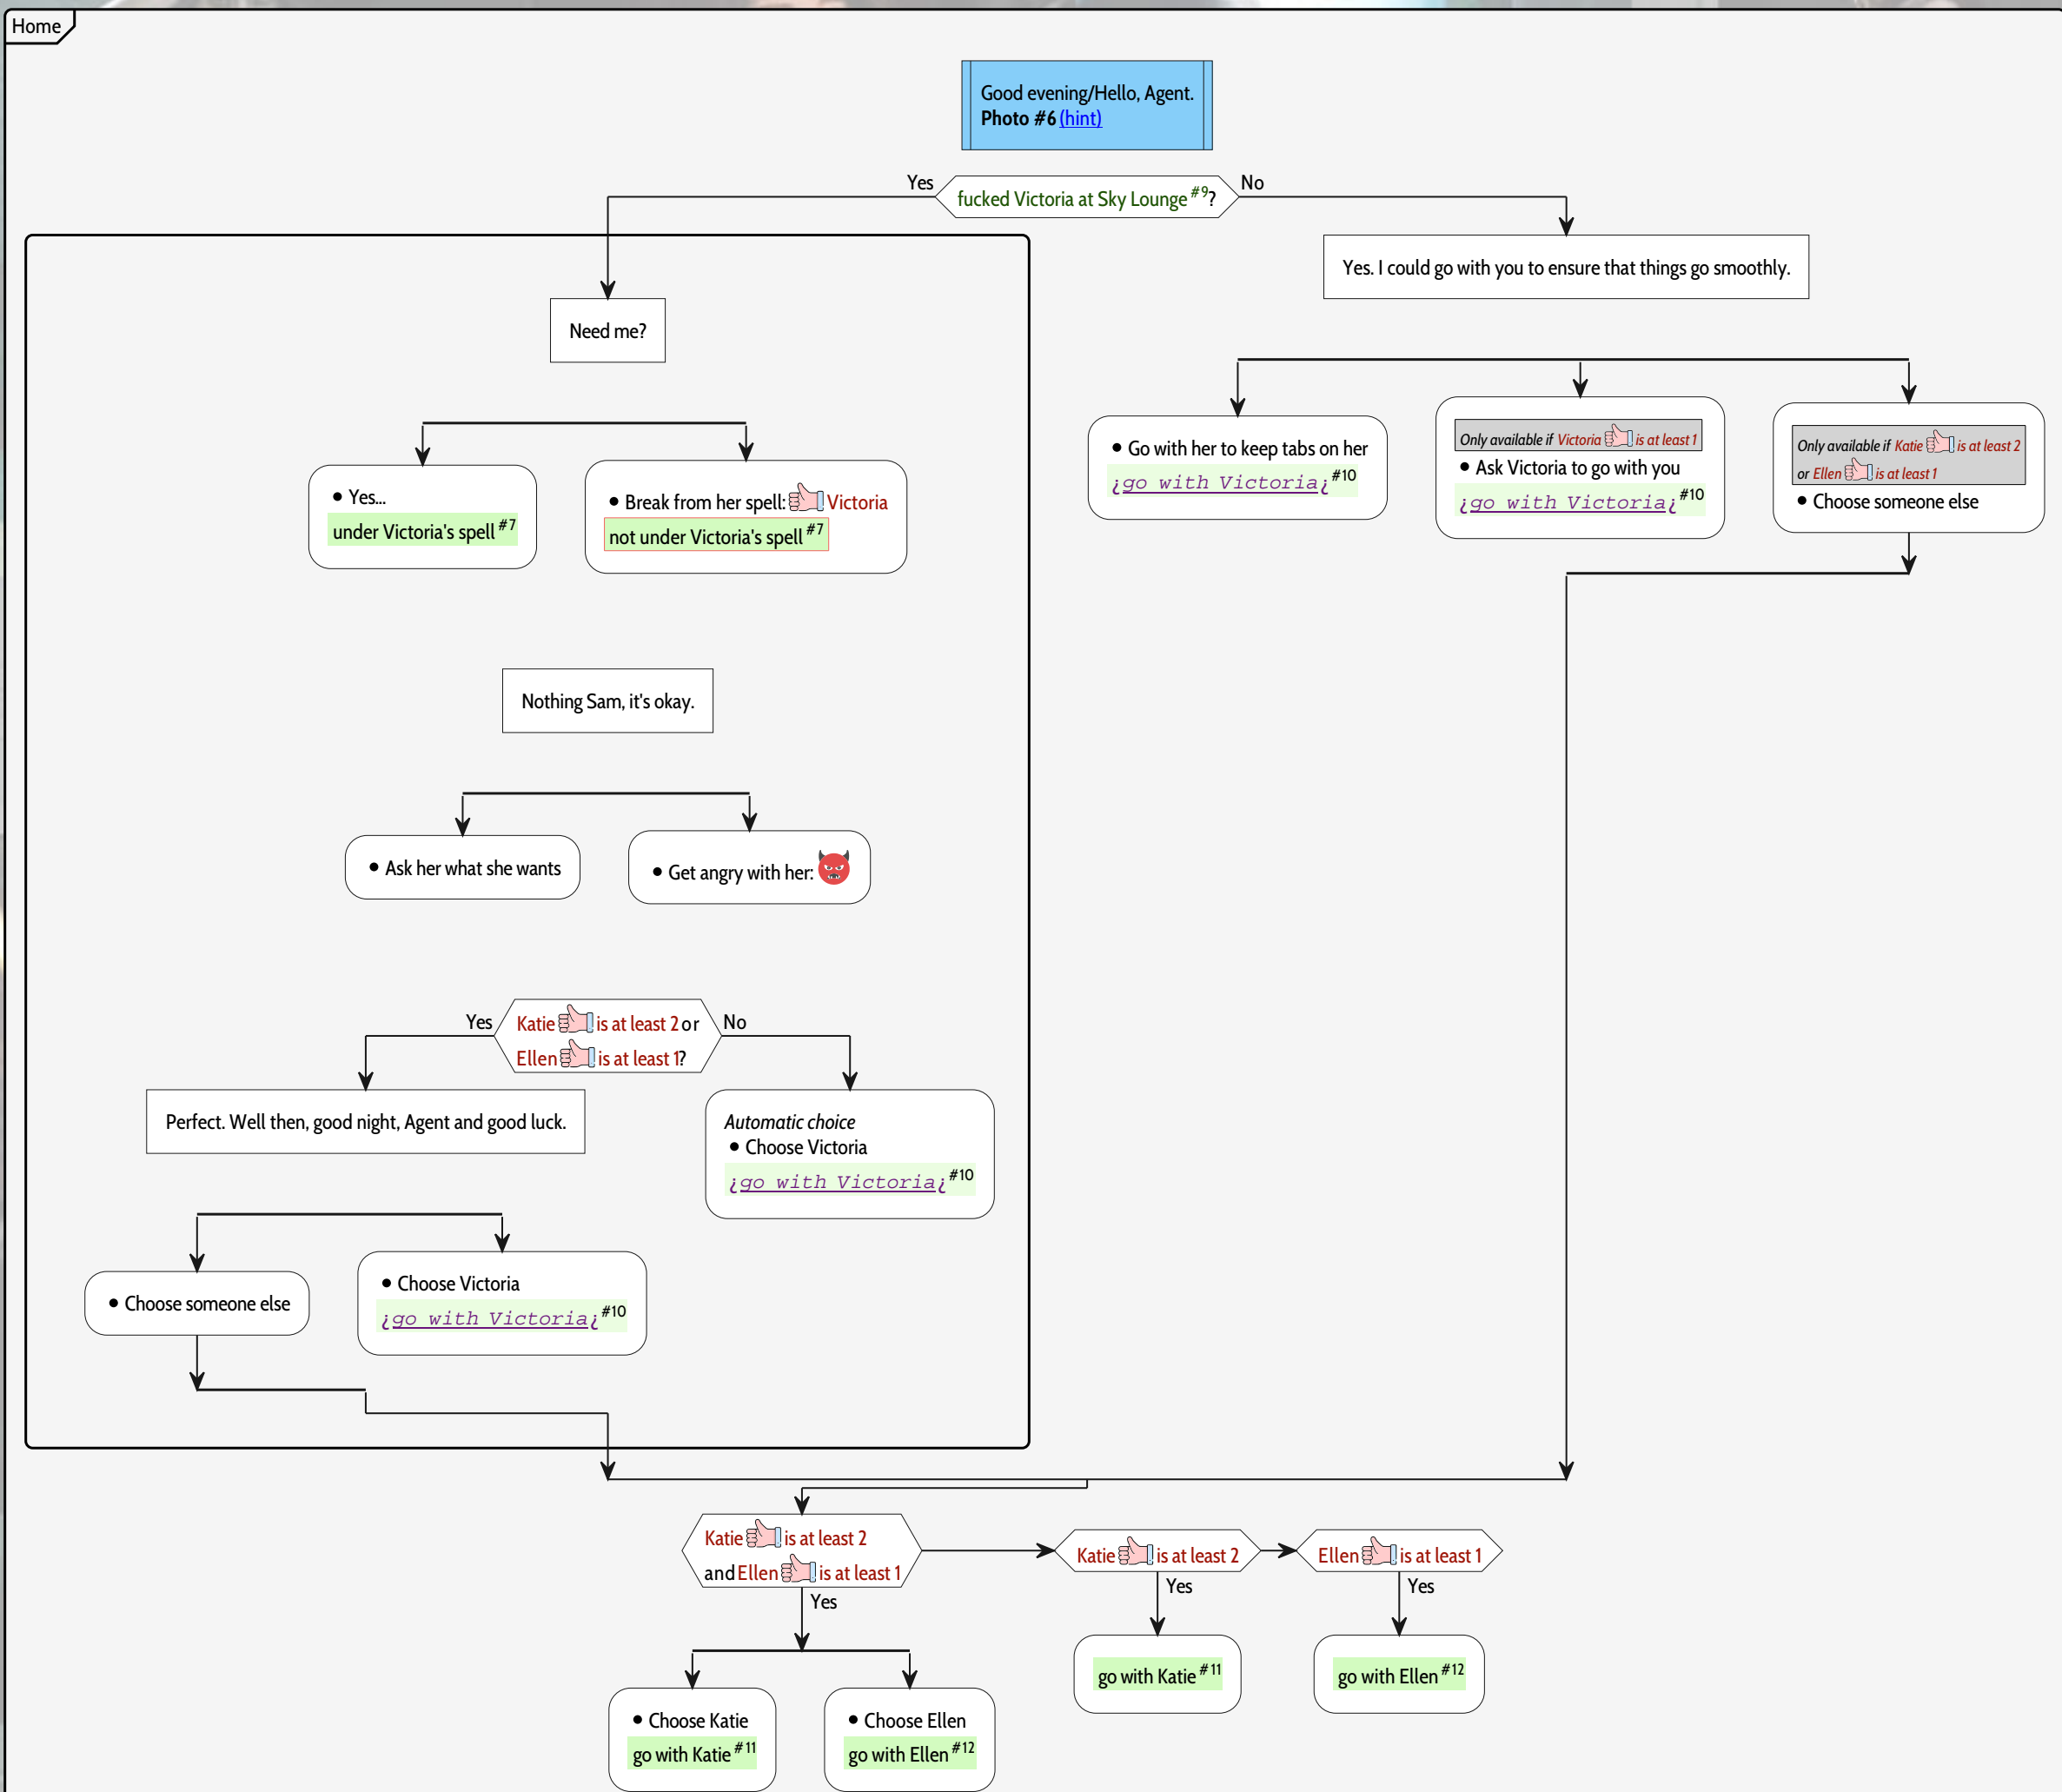 Home
Good evening/Hello, Agent.
Photo #6 (hint)
Yes
fucked Victoria at Sky Lounge #9?
No
Yes. I could go with you to ensure that things go smoothly.
Need me?
• Go with her to keep tabs on her
¿go with Victoria¿ #10
Only available if Victoria is at least 1
• Ask Victoria to go with you
¿go with Victoria¿ #10
Only available if Katie is at least 2
or Ellen is at least 1
• Choose someone else
• Yes...
under Victoria's spell #7
• Break from her spell: Victoria
not under Victoria's spell #7
Nothing Sam, it's okay.
• Ask her what she wants
• Get angry with her:
Yes
Katie is at least 2 or
Ellen is at least 1?
No
Perfect. Well then, good night, Agent and good luck.
Automatic choice
• Choose Victoria
¿go with Victoria¿ #10
• Choose someone else
• Choose Victoria
¿go with Victoria¿ #10
Katie is at least 2
and Ellen is at least 1
Yes
Katie is at least 2
Yes
Ellen is at least 1
Yes
go with Katie #11
go with Ellen #12
• Choose Katie
go with Katie #11
• Choose Ellen
go with Ellen #12